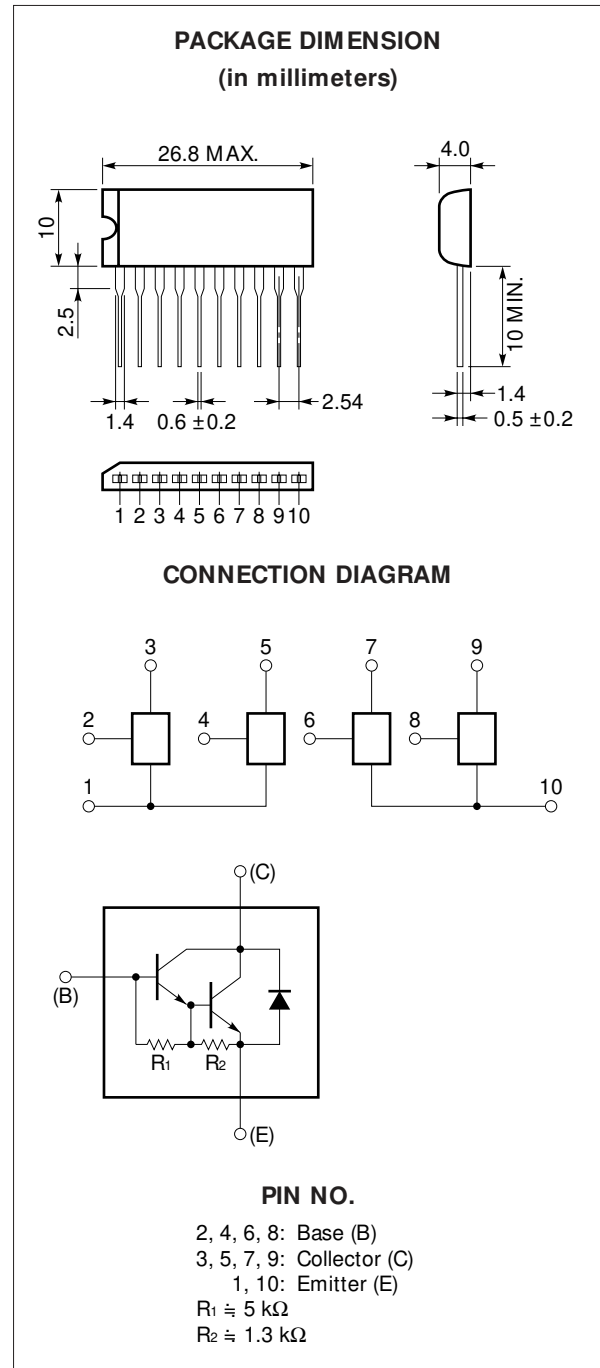 PACKAGE DIMENSION
(in millimeters)
26.8 MAX.
4.0
10
2.5
10 MIN.
2.54
1.4
1.4 0.6 ±0.2
0.5 ±0.2
1 2 3 4 5 6 7 8 9 10
CONNECTION DIAGRAM
3 5 7 9
2 4 6 8
1 10
(C)
(B)
R1 R2
(E)
PIN NO.
2, 4, 6, 8: Base (B)
3, 5, 7, 9: Collector (C)
1, 10: Emitter (E)
R1 ≒ 5 kΩ
R2 ≒ 1.3 kΩ